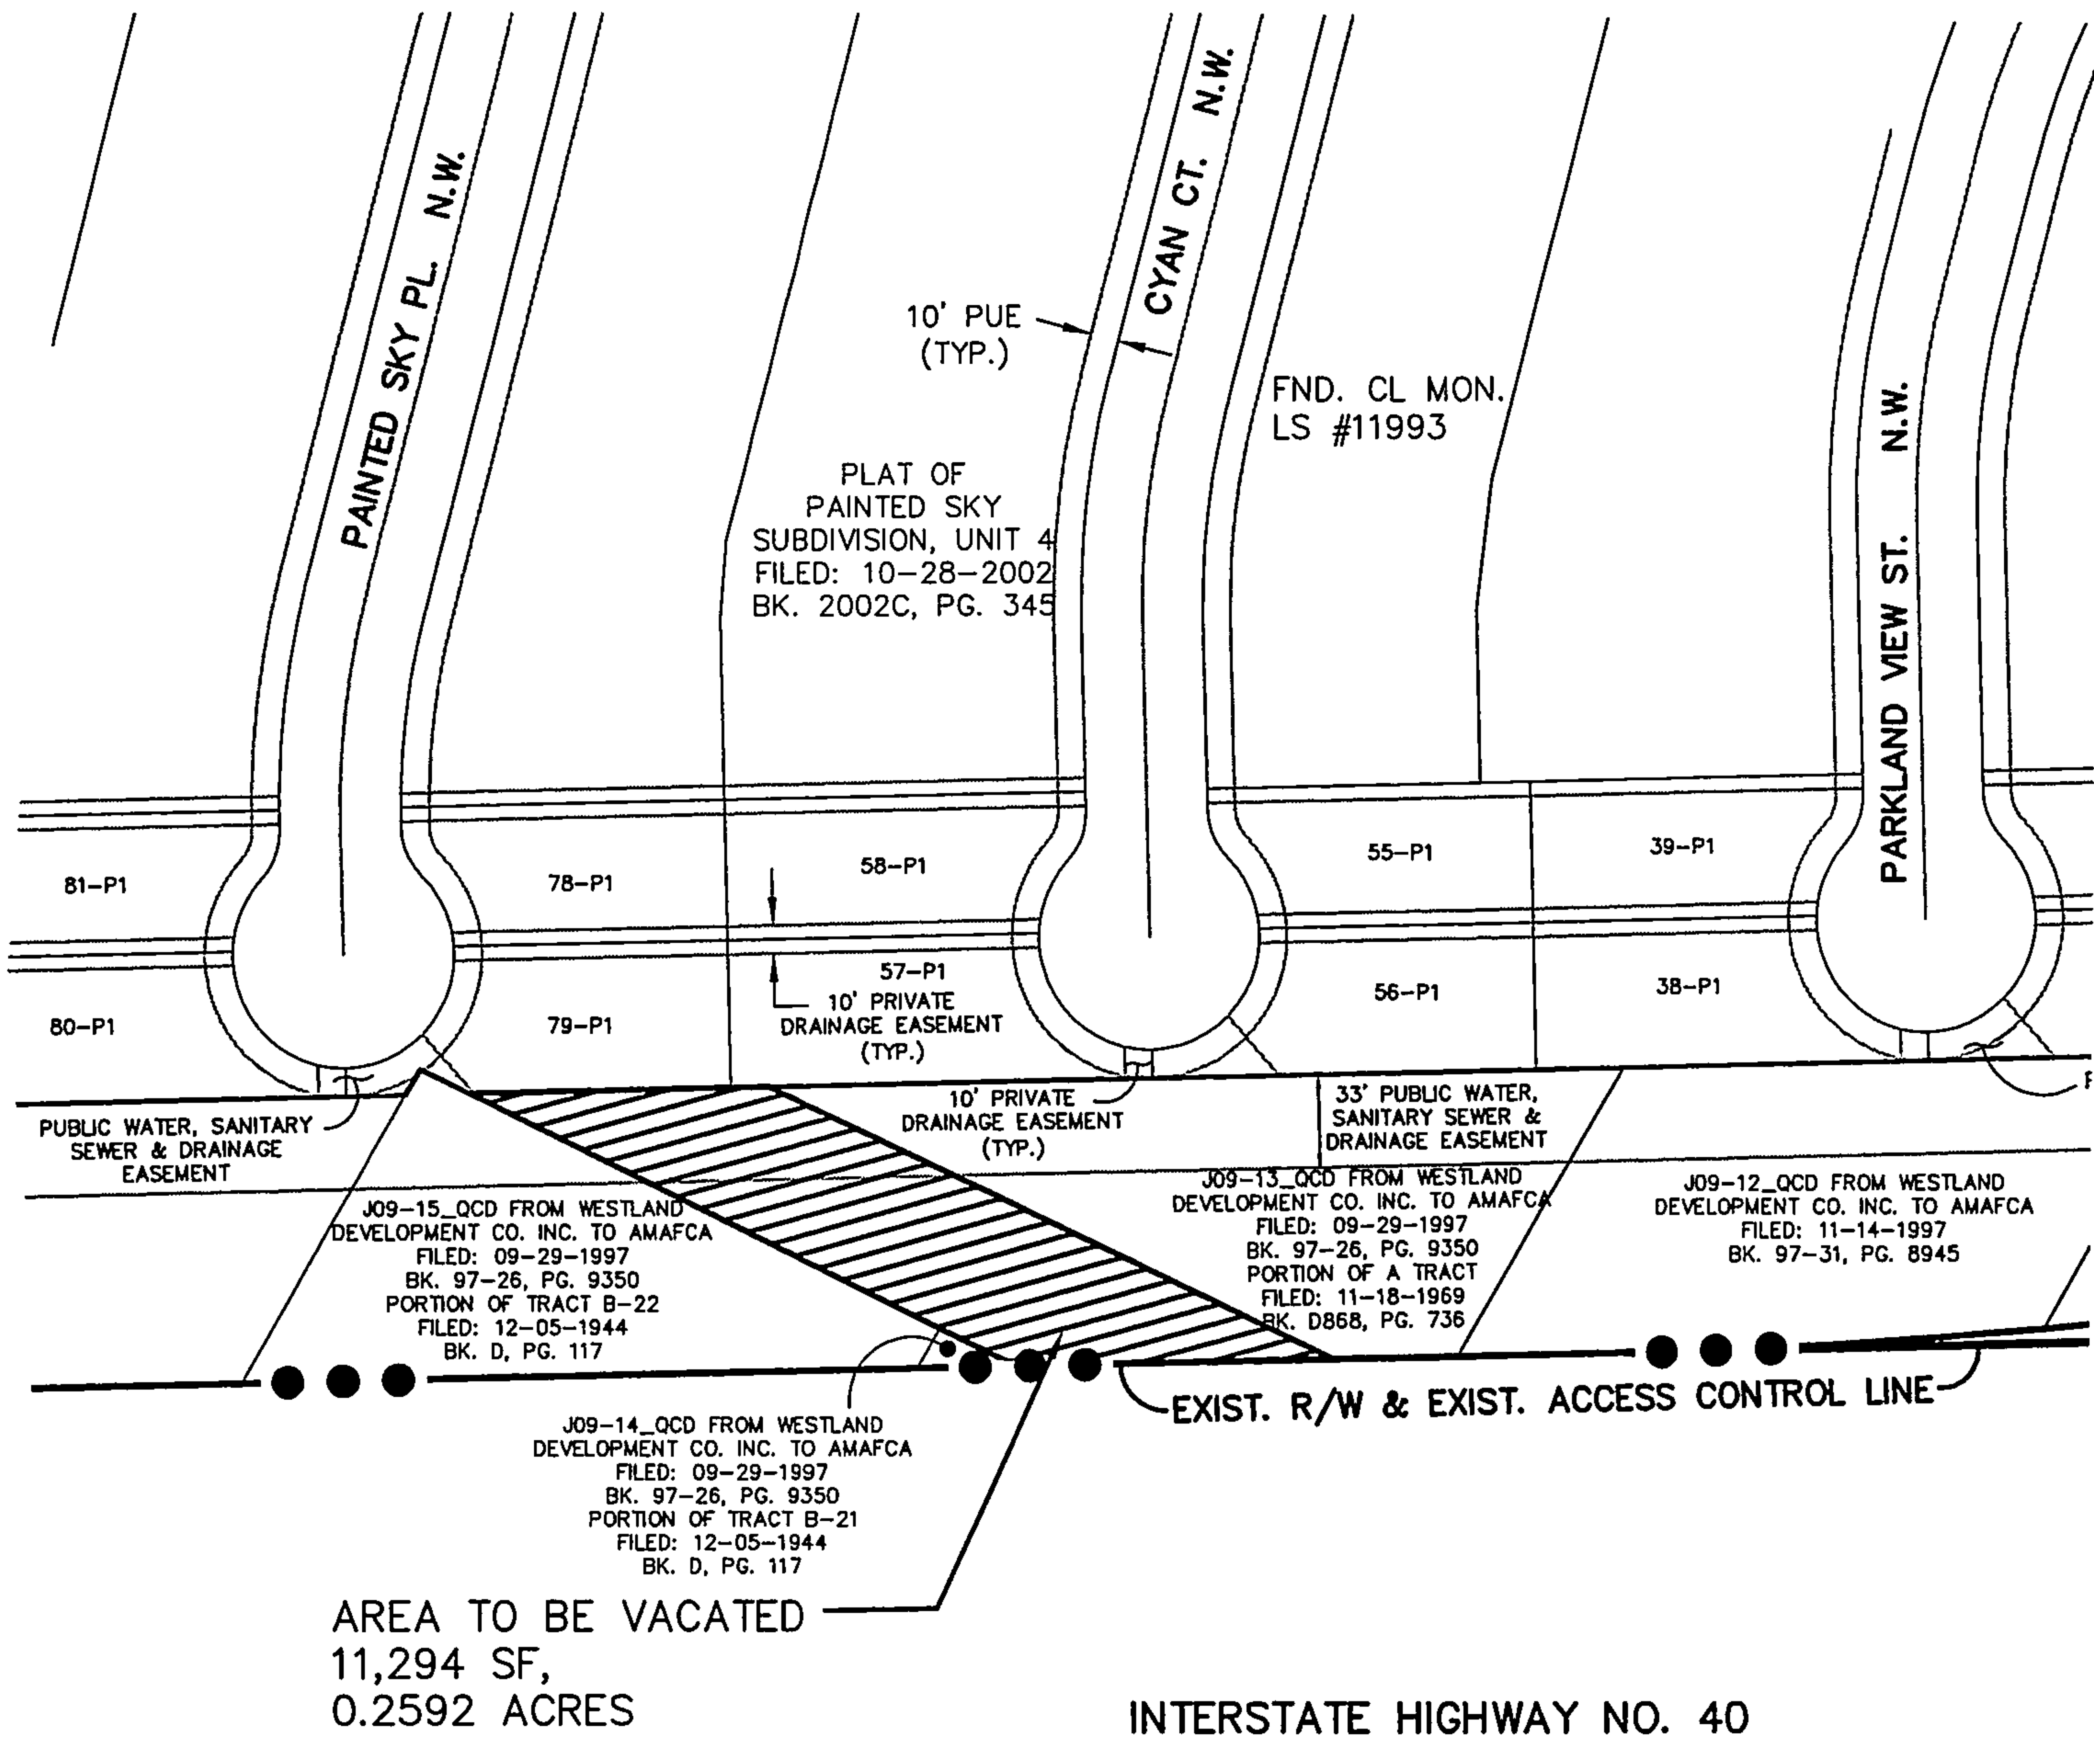 PAINTED SKY PL. N.W.
CYAN CT. N.W.
PARKLAND VIEW ST. N.W.
10' PUE
(TYP.)
FND. CL MON.
LS #11993
PLAT OF
PAINTED SKY
SUBDIVISION, UNIT 4
FILED: 10-28-2002
BK. 2002C, PG. 345
81-P1
78-P1
58-P1
55-P1
39-P1
80-P1
79-P1
57-P1
56-P1
38-P1
10' PRIVATE
DRAINAGE EASEMENT
(TYP.)
PUBLIC WATER, SANITARY
SEWER & DRAINAGE
EASEMENT
10' PRIVATE
DRAINAGE EASEMENT
(TYP.)
33' PUBLIC WATER,
SANITARY SEWER &
DRAINAGE EASEMENT
J09-15_QCD FROM WESTLAND
DEVELOPMENT CO. INC. TO AMAFCA
FILED: 09-29-1997
BK. 97-26, PG. 9350
PORTION OF TRACT B-22
FILED: 12-05-1944
BK. D, PG. 117
J09-13_QCD FROM WESTLAND
DEVELOPMENT CO. INC. TO AMAFCA
FILED: 09-29-1997
BK. 97-26, PG. 9350
PORTION OF A TRACT
FILED: 11-18-1969
BK. D868, PG. 736
J09-12_QCD FROM WESTLAND
DEVELOPMENT CO. INC. TO AMAFCA
FILED: 11-14-1997
BK. 97-31, PG. 8945
EXIST. R/W & EXIST. ACCESS CONTROL LINE
J09-14_QCD FROM WESTLAND
DEVELOPMENT CO. INC. TO AMAFCA
FILED: 09-29-1997
BK. 97-26, PG. 9350
PORTION OF TRACT B-21
FILED: 12-05-1944
BK. D, PG. 117
AREA TO BE VACATED
11,294 SF,
0.2592 ACRES
INTERSTATE HIGHWAY NO. 40